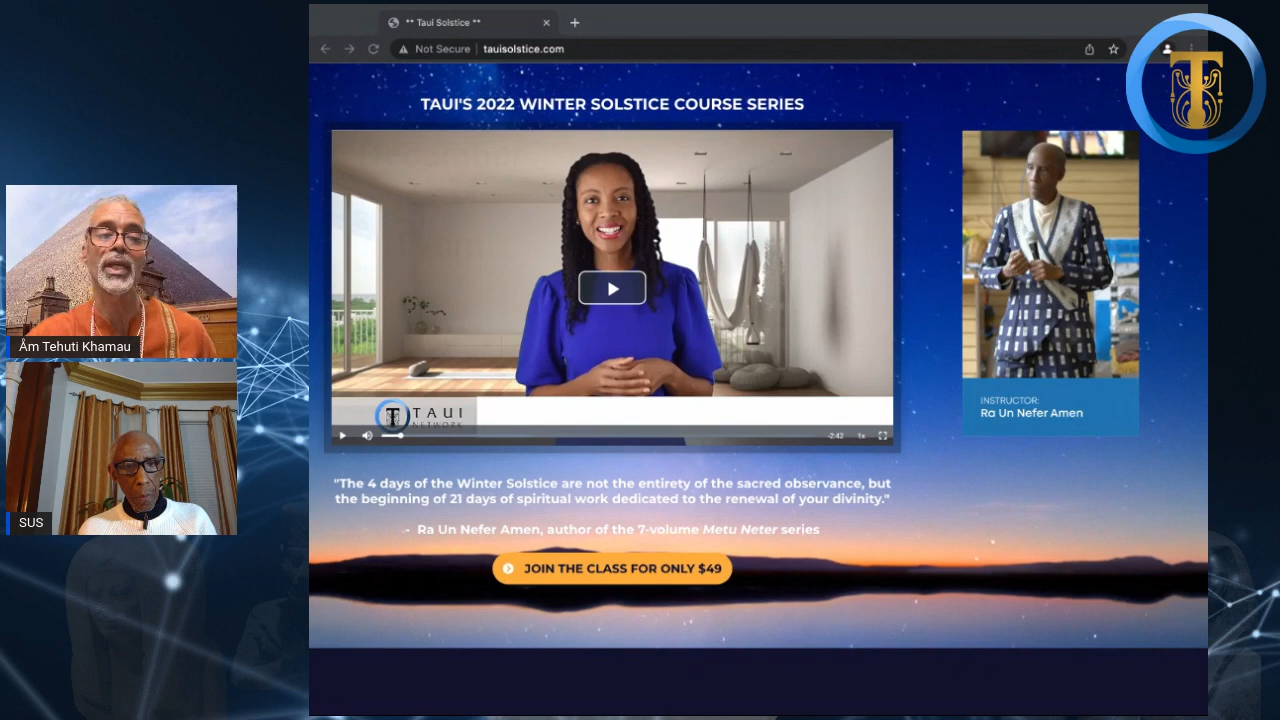 ** Taui Solstice **
Not Secure
tauisolstice.com
T
TAUI'S 2022 WINTER SOLSTICE COURSE SERIES
TAUI
NETWORK
-2:42
1x
INSTRUCTOR:
Ra Un Nefer Amen
Åm Tehuti Khamau
SUS
"The 4 days of the Winter Solstice are not the entirety of the sacred observance, but
the beginning of 21 days of spiritual work dedicated to the renewal of your divinity."
- Ra Un Nefer Amen, author of the 7-volume Metu Neter series
JOIN THE CLASS FOR ONLY $49